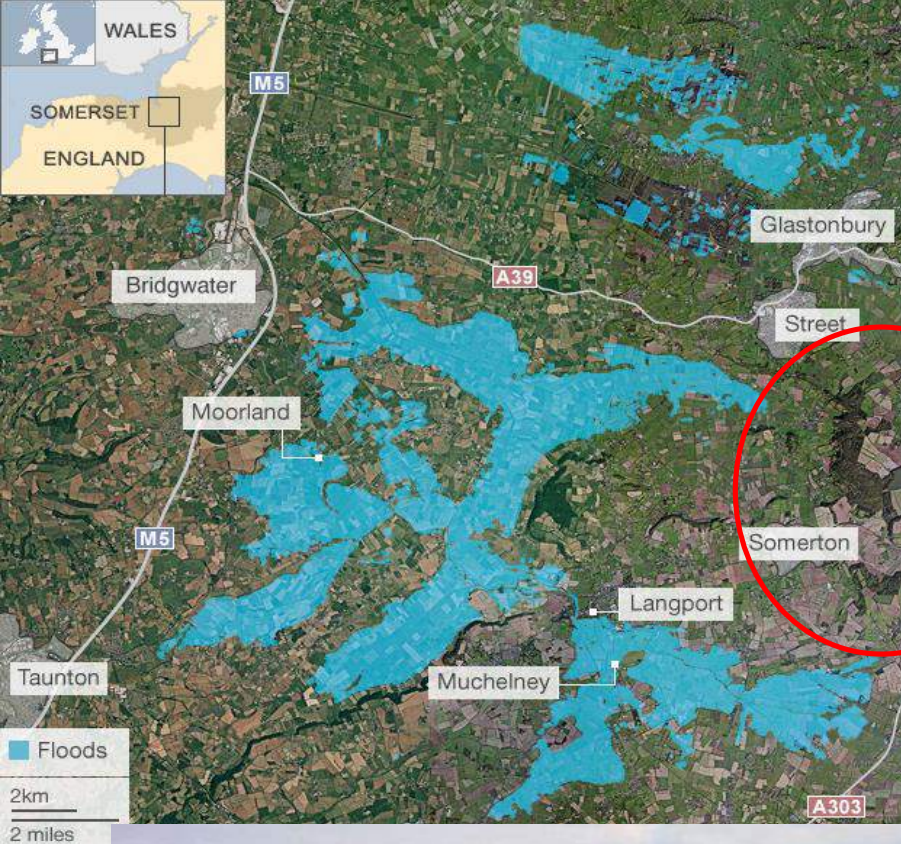 WALES
SOMERSET
ENGLAND
M5
Glastonbury
A39
Bridgwater
Street
Moorland
M5
Somerton
Langport
Muchelney
Taunton
Floods
2km
2 miles
A303